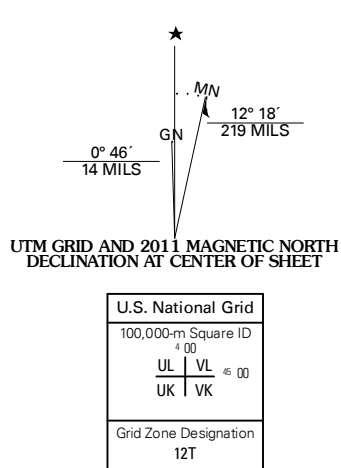 ★
MN
12° 18´
219 MILS
GN
0° 46´
14 MILS
UTM GRID AND 2011 MAGNETIC NORTH
DECLINATION AT CENTER OF SHEET
U.S. National Grid
100,000-m Square ID
4 00
UL VL 45 00
UK VK
Grid Zone Designation
12T